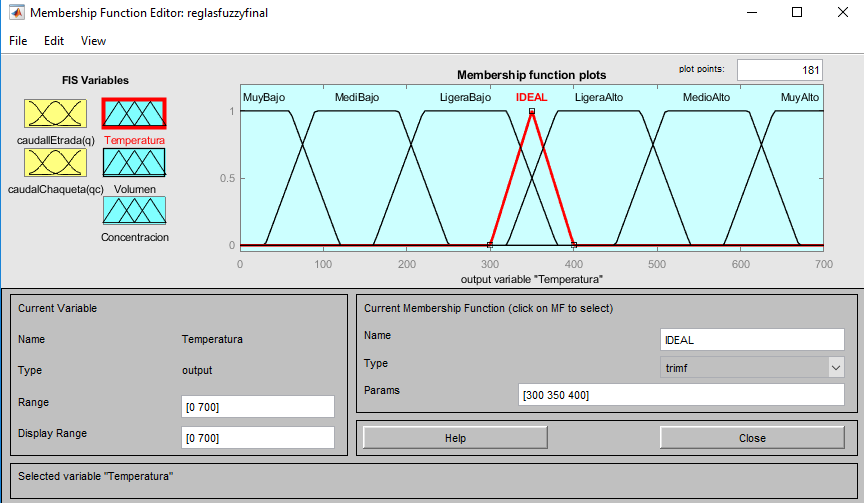 Membership Function Editor: reglasfuzzyfinal
File Edit View
FIS Variables
caudallEtrada(q)
Temperatura
caudalChaqueta(qc)
Volumen
Concentracion
Membership function plots
plot points:
181
MuyBajo MediBajo LigeraBajo IDEAL LigeraAlto MedioAlto MuyAlto
1
0.5
0
0 100 200 300 400 500 600 700
output variable "Temperatura"
Current Variable
Name Temperatura
Type output
Range [0 700]
Display Range [0 700]
Current Membership Function (click on MF to select)
Name IDEAL
Type trimf
Params [300 350 400]
Help Close
Selected variable "Temperatura"